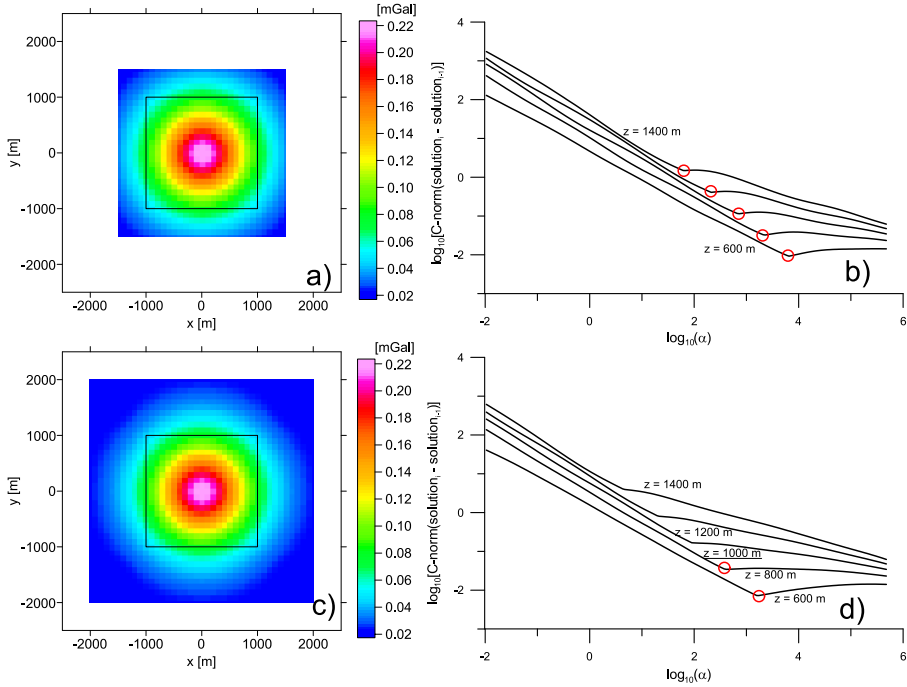 [mGal]
2000
1000
0
-1000
-2000
y [m]
-2000 -1000 0 1000 2000
x [m]
a)
0.22
0.20
0.18
0.16
0.14
0.12
0.10
0.08
0.06
0.04
0.02
4
2
0
-2
log10[C-norm(solutioni - solutioni-1)]
z = 1400 m
z = 600 m
b)
-2 0 2 4 6
log10(α)
[mGal]
2000
1000
0
-1000
-2000
y [m]
-2000 -1000 0 1000 2000
x [m]
c)
0.22
0.20
0.18
0.16
0.14
0.12
0.10
0.08
0.06
0.04
0.02
4
2
0
-2
log10[C-norm(solutioni - solutioni-1)]
z = 1400 m
z = 1200 m
z = 1000 m
z = 800 m
z = 600 m
d)
-2 0 2 4 6
log10(α)